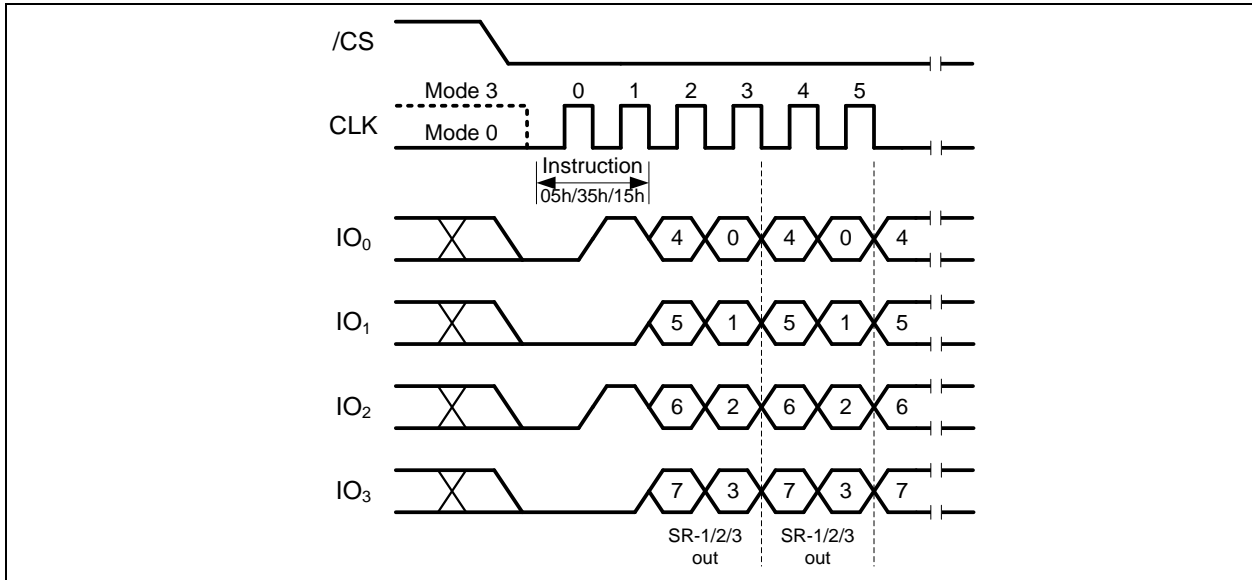 /CS
Mode 3 0 1 2 3 4 5
CLK Mode 0
Instruction
05h/35h/15h
IO₀ 4 0 4 0 4
IO₁ 5 1 5 1 5
IO₂ 6 2 6 2 6
IO₃ 7 3 7 3 7
SR-1/2/3 SR-1/2/3
out out